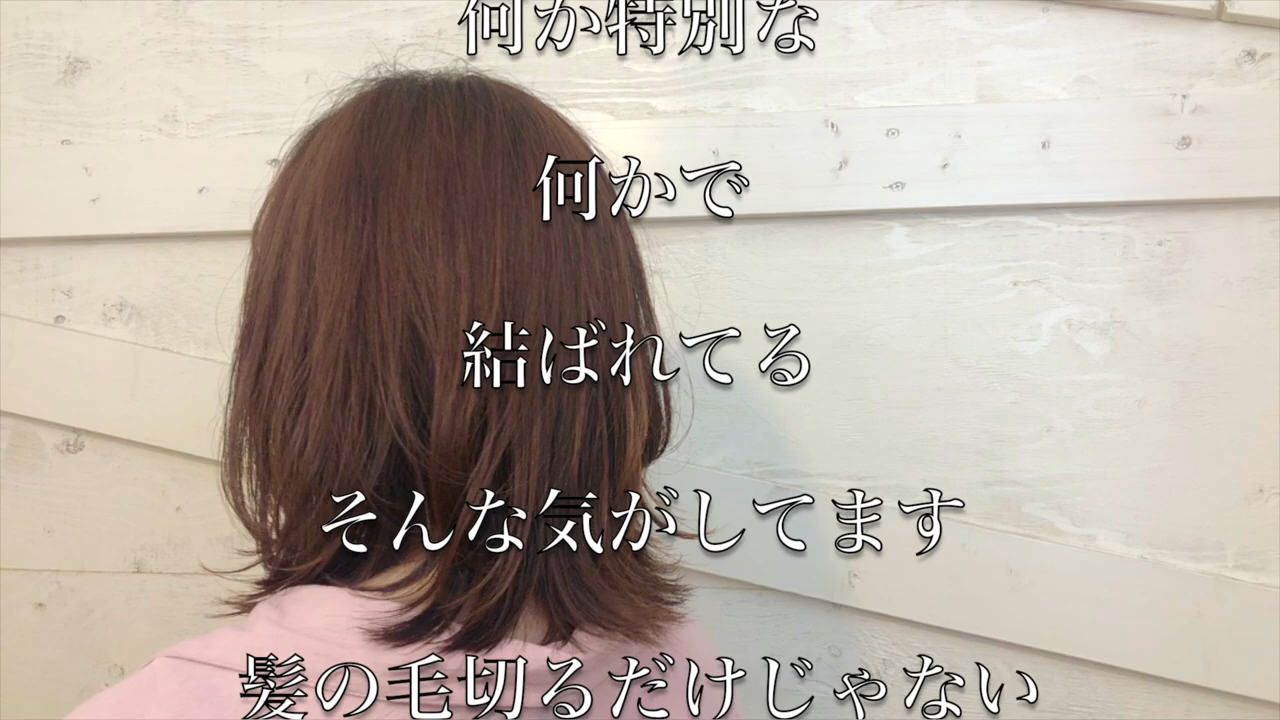 何か特別な
何かで
結ばれてる
そんな気がしてます
髪の毛切るだけじゃない